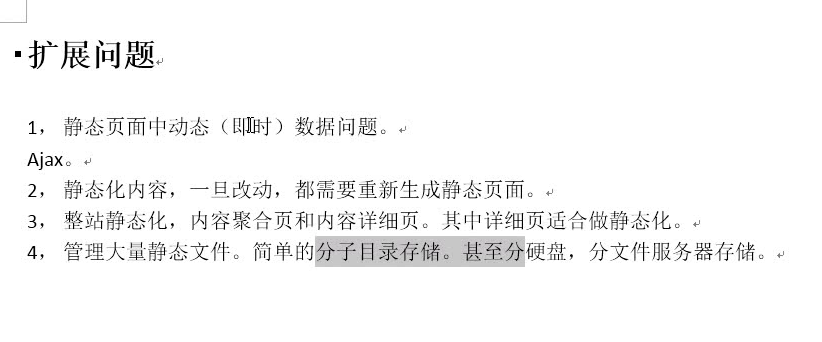 扩展问题
1， 静态页面中动态（即时）数据问题。
Ajax。
2， 静态化内容，一旦改动，都需要重新生成静态页面。
3， 整站静态化，内容聚合页和内容详细页。其中详细页适合做静态化。
4， 管理大量静态文件。简单的分子目录存储。甚至分硬盘，分文件服务器存储。